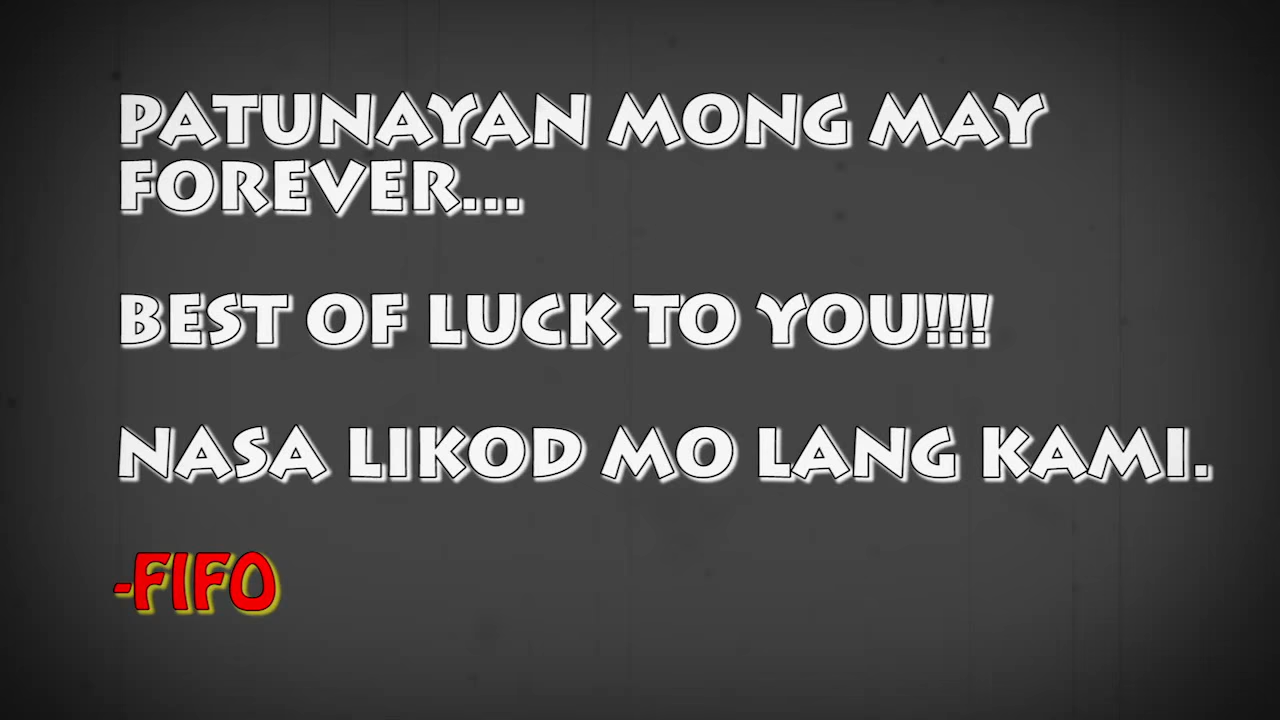 PATUNAYAN MONG MAY
FOREVER...
BEST OF LUCK TO YOU!!!
NASA LIKOD MO LANG KAMI.
-FIFO